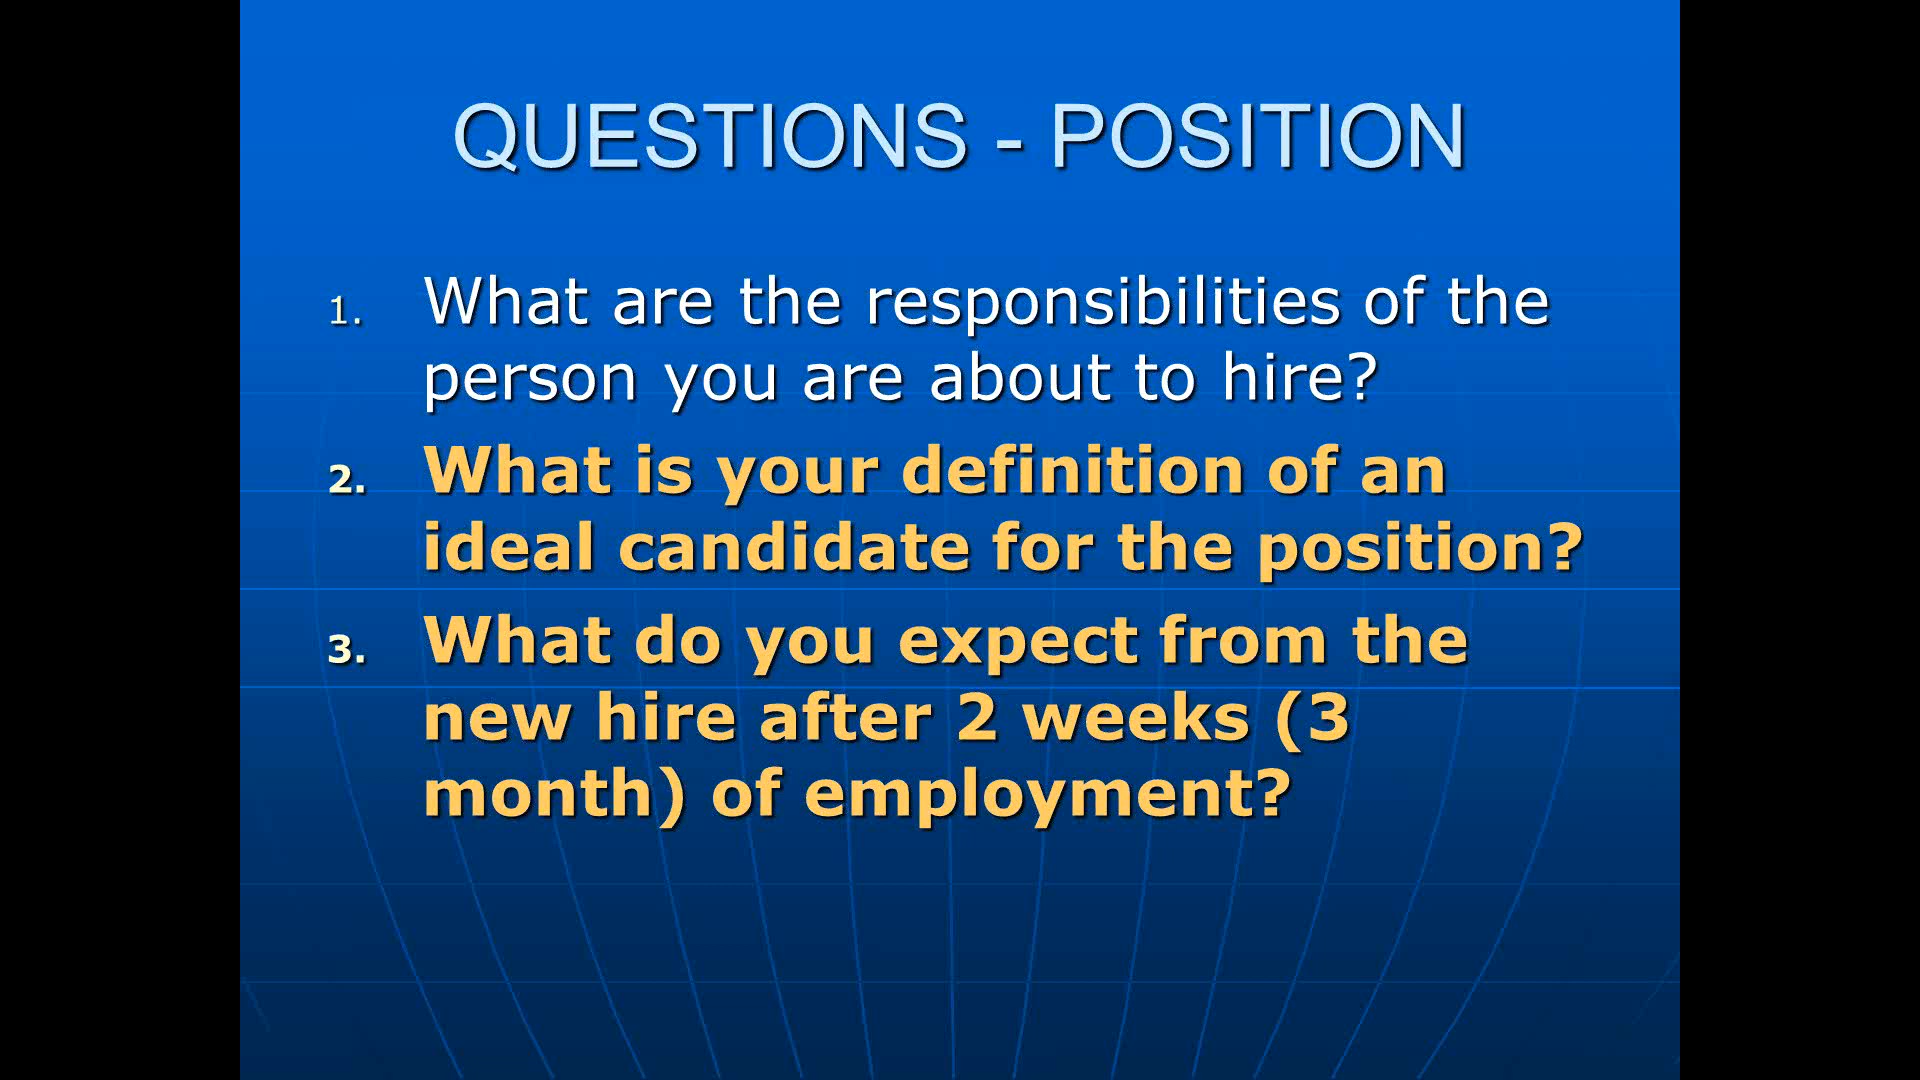 QUESTIONS - POSITION
1. What are the responsibilities of the
person you are about to hire?
2. What is your definition of an
ideal candidate for the position?
3. What do you expect from the
new hire after 2 weeks (3
month) of employment?